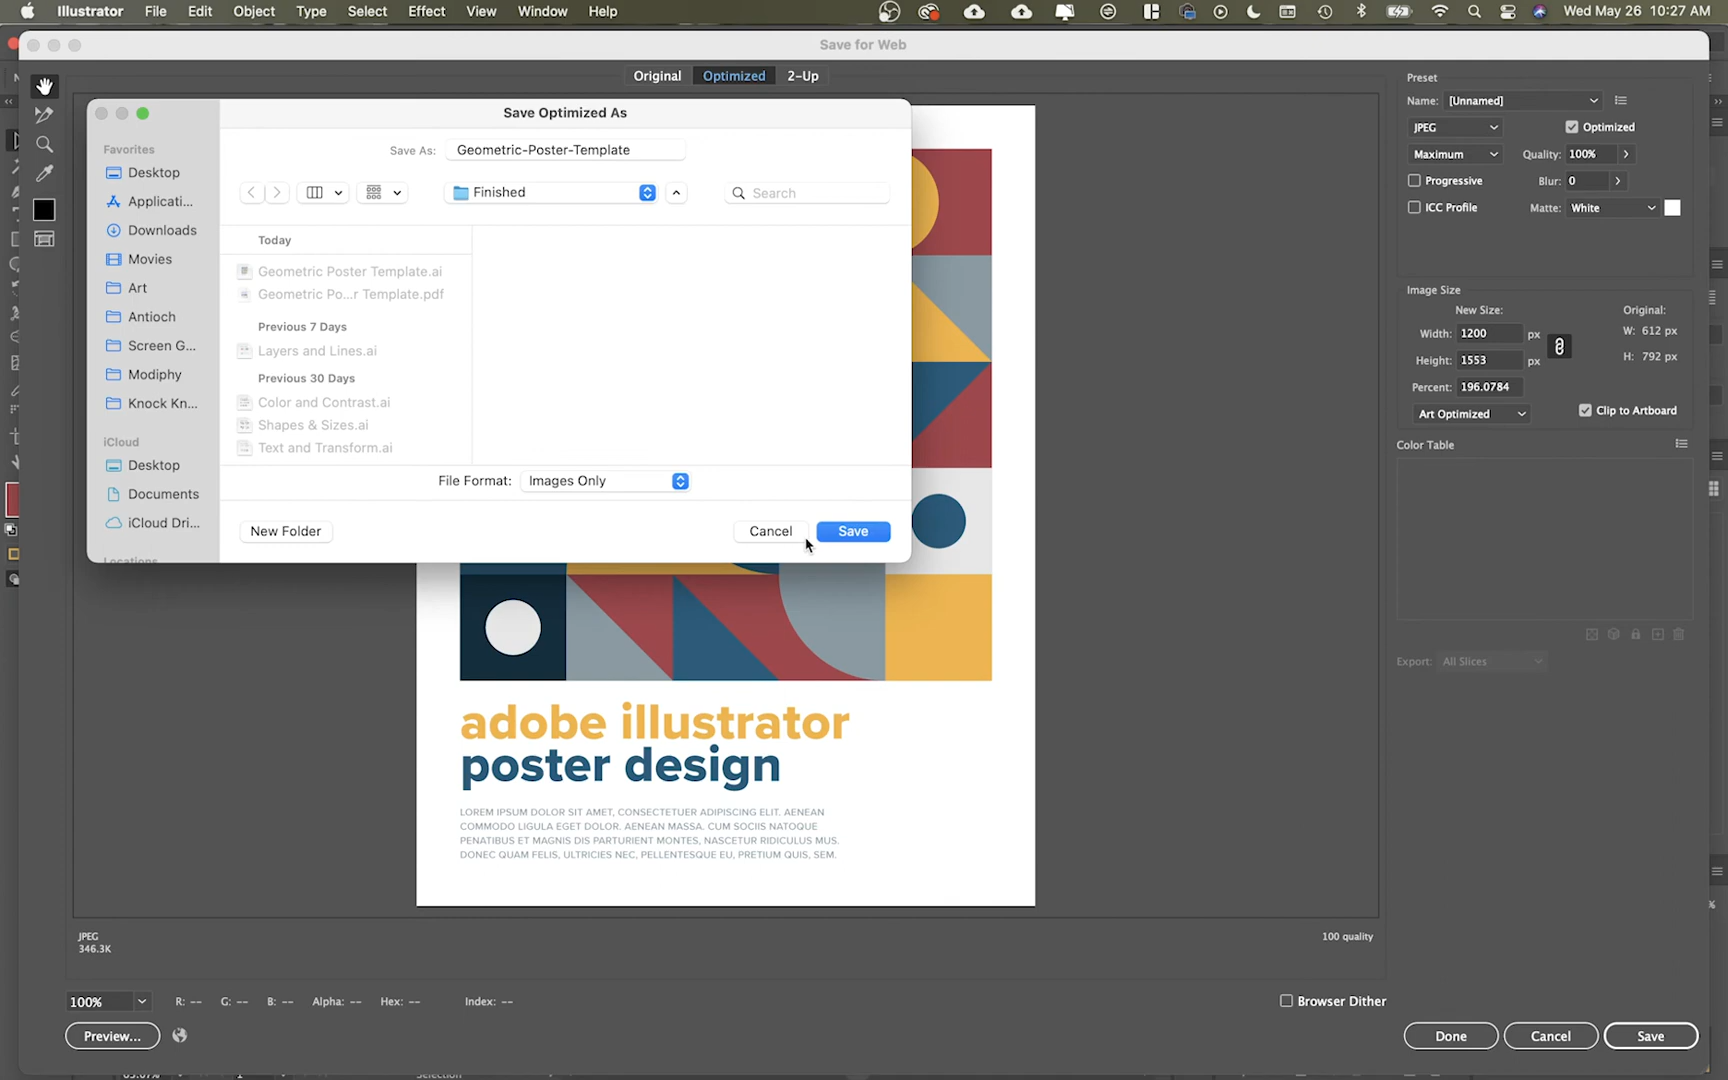 Illustrator File Edit Object Type Select Effect View Window Help Wed May 26 10:27 AM
Save for Web
Original Optimized 2-Up
Save Optimized As
Save As: Geometric-Poster-Template
Finished
Search
Favorites
Desktop
Applicati...
Downloads
Movies
Art
Antioch
Screen G...
Modiphy
Knock Kn...
iCloud
Desktop
Documents
iCloud Dri...
Locations
Today
Geometric Poster Template.ai
Geometric Po...r Template.pdf
Previous 7 Days
Layers and Lines.ai
Previous 30 Days
Color and Contrast.ai
Shapes & Sizes.ai
Text and Transform.ai
File Format: Images Only
New Folder Cancel Save
adobe illustrator
poster design
LOREM IPSUM DOLOR SIT AMET, CONSECTETUER ADIPISCING ELIT. AENEAN
COMMODO LIGULA EGET DOLOR. AENEAN MASSA. CUM SOCIIS NATOQUE
PENATIBUS ET MAGNIS DIS PARTURIENT MONTES, NASCETUR RIDICULUS MUS.
DONEC QUAM FELIS, ULTRICIES NEC, PELLENTESQUE EU, PRETIUM QUIS, SEM.
Preset
Name: [Unnamed]
JPEG Optimized
Maximum Quality: 100%
Progressive Blur: 0
ICC Profile Matte: White
Image Size
New Size: Original:
Width: 1200 px W: 612 px
Height: 1553 px H: 792 px
Percent: 196.0784
Art Optimized Clip to Artboard
Color Table
Export: All Slices
JPEG
346.3K
100 quality
100% R: -- G: -- B: -- Alpha: -- Hex: -- Index: -- Browser Dither
Preview... Done Cancel Save
Selection